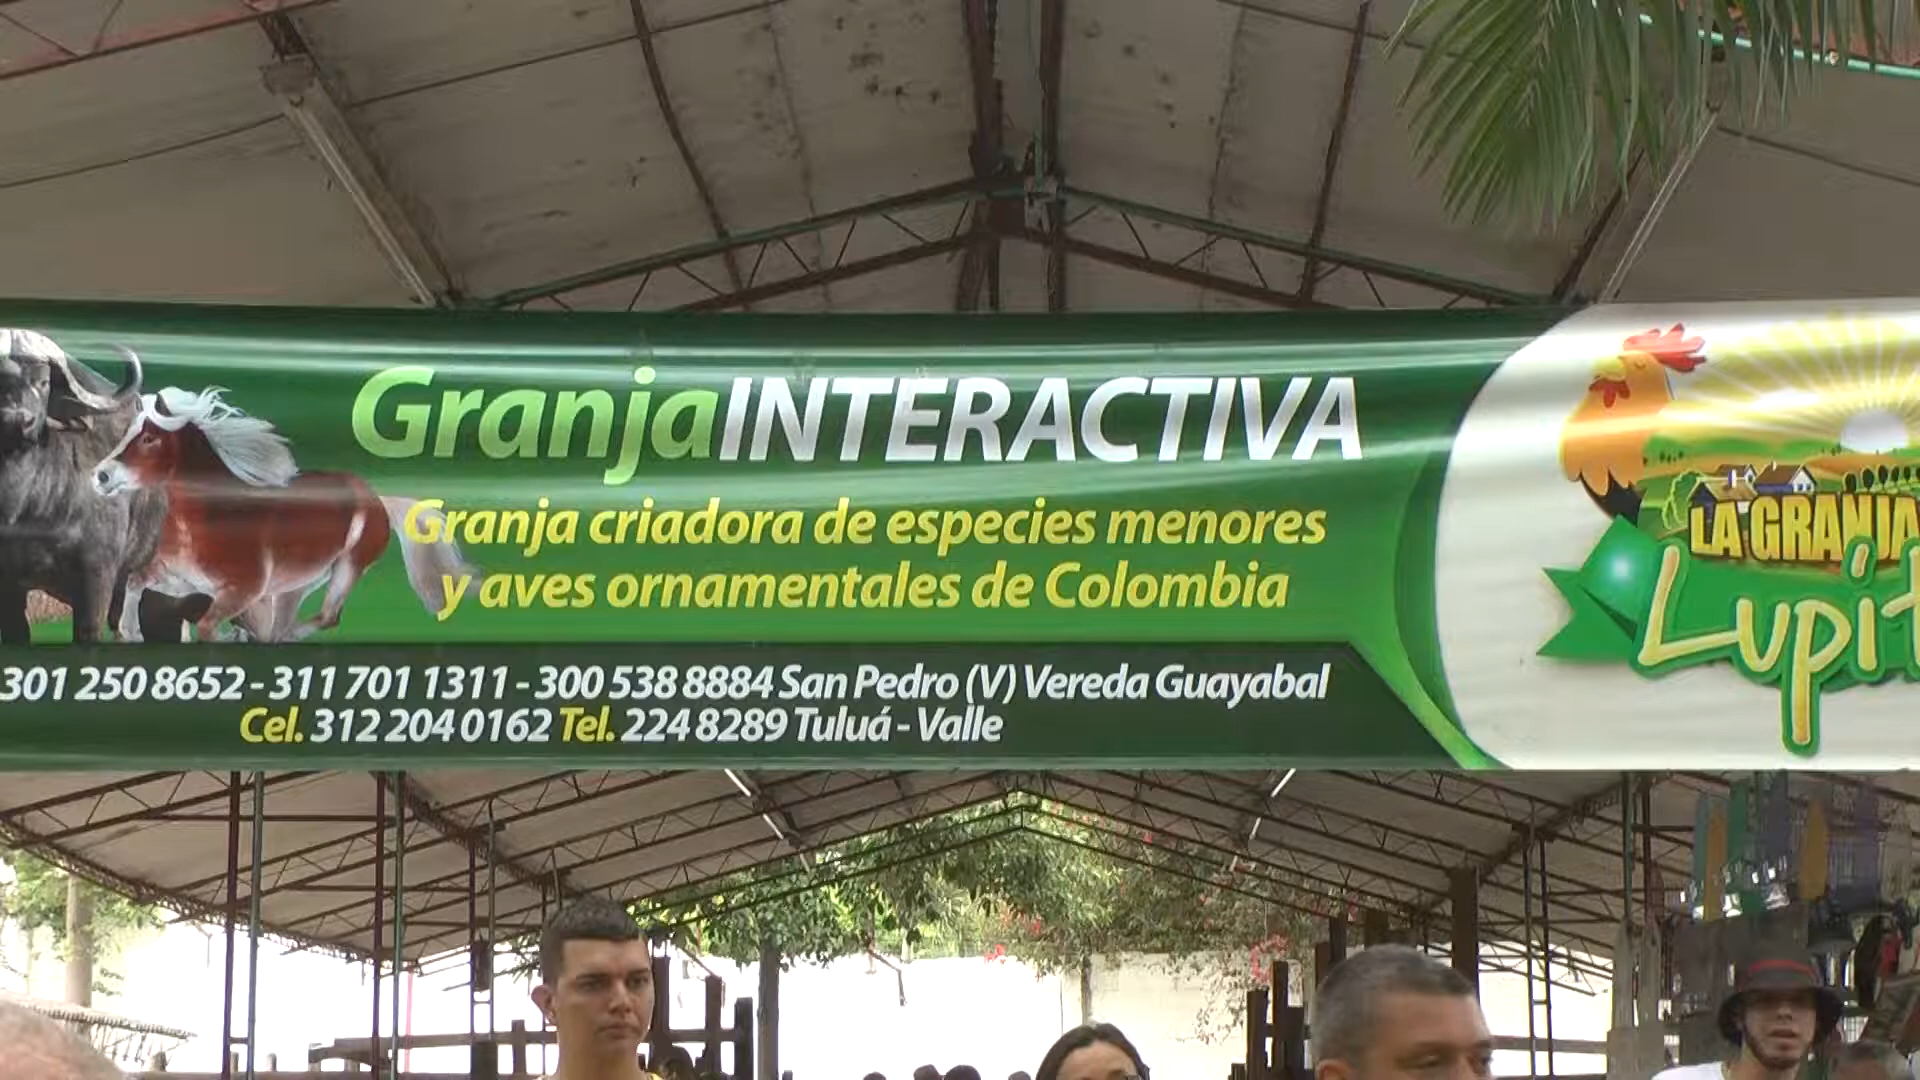 GranjaINTERACTIVA
Granja criadora de especies menores
y aves ornamentales de Colombia
301 250 8652 - 311 701 1311 - 300 538 8884 San Pedro (V) Vereda Guayabal
Cel. 312 204 0162 Tel. 224 8289 Tuluá - Valle
LA GRANJA